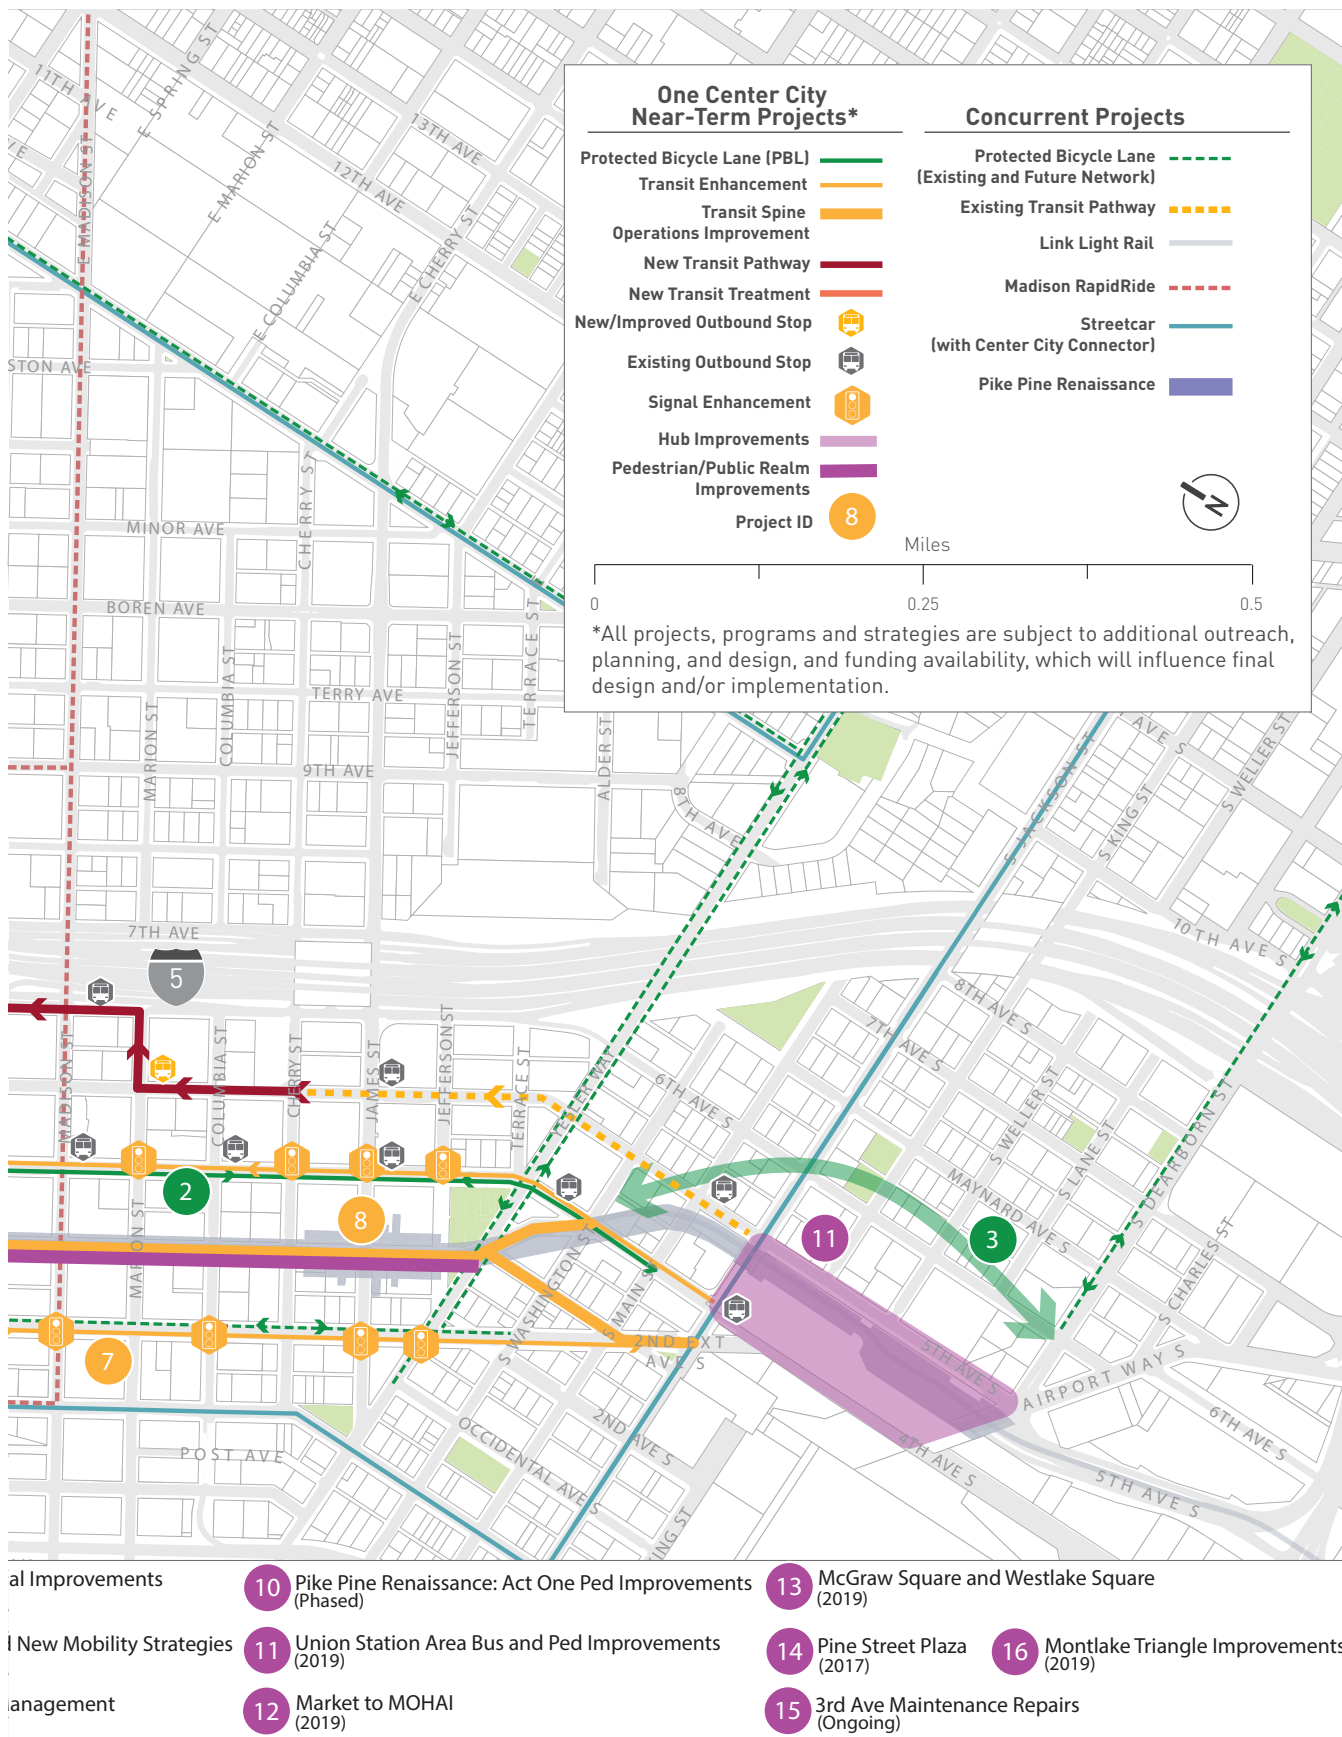 One Center City
Near-Term Projects*
Protected Bicycle Lane (PBL)
Transit Enhancement
Transit Spine
Operations Improvement
New Transit Pathway
New Transit Treatment
New/Improved Outbound Stop
Existing Outbound Stop
Signal Enhancement
Hub Improvements
Pedestrian/Public Realm
Improvements
Project ID
8
Concurrent Projects
Protected Bicycle Lane
(Existing and Future Network)
Existing Transit Pathway
Link Light Rail
Madison RapidRide
Streetcar
(with Center City Connector)
Pike Pine Renaissance
N
Miles
0 0.25 0.5
*All projects, programs and strategies are subject to additional outreach,
planning, and design, and funding availability, which will influence final
design and/or implementation.
11TH AVE
E SPRING ST
E MADISON ST
E MARION ST
13TH AVE
12TH AVE
E COLUMBIA ST
E CHERRY ST
STON AVE
CHERRY ST
MINOR AVE
BOREN AVE
COLUMBIA ST
JEFFERSON ST
TERRACE ST
TERRY AVE
MARION ST
9TH AVE
ALDER ST
8TH AVE
S JACKSON ST
S KING ST
AVE S
S WELLER ST
10TH AVE S
7TH AVE
5
8TH AVE S
7TH AVE S
6TH AVE S
MADISON ST
COLUMBIA ST
CHERRY ST
JAMES ST
JEFFERSON ST
TERRACE ST
YESLER WAY
S WELLER ST
S LANE ST
MAYNARD AVE S
S DEARBORN ST
S CHARLES ST
2
8
11
3
MARION ST
S WASHINGTON ST
S MAIN S
2ND EXT
AVE S
7
5TH AVE S
AIRPORT WAY S
6TH AVE S
4TH AVE S
5TH AVE S
2ND AVE S
OCCIDENTAL AVE S
POST AVE
ING ST
al Improvements
New Mobility Strategies
anagement
10 Pike Pine Renaissance: Act One Ped Improvements
(Phased)
11 Union Station Area Bus and Ped Improvements
(2019)
12 Market to MOHAI
(2019)
13 McGraw Square and Westlake Square
(2019)
14 Pine Street Plaza
(2017)
16 Montlake Triangle Improvements
(2019)
15 3rd Ave Maintenance Repairs
(Ongoing)